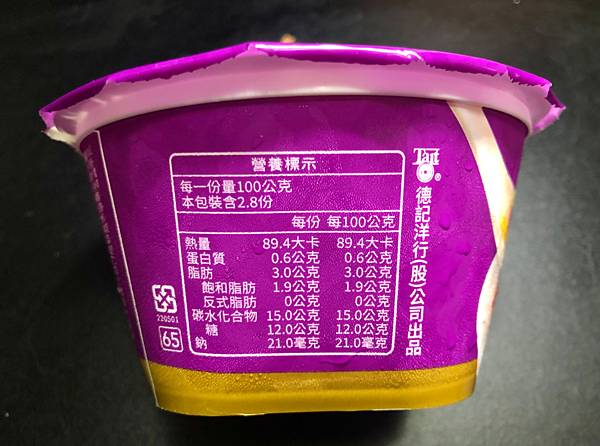 營養標示
每一份量100公克
本包裝含2.8份
每份 每100公克
熱量 89.4大卡 89.4大卡
蛋白質 0.6公克 0.6公克
脂肪 3.0公克 3.0公克
飽和脂肪 1.9公克 1.9公克
反式脂肪 0公克 0公克
碳水化合物 15.0公克 15.0公克
糖 12.0公克 12.0公克
鈉 21.0毫克 21.0毫克
220501
65
Tait
®
德記洋行(股)公司出品